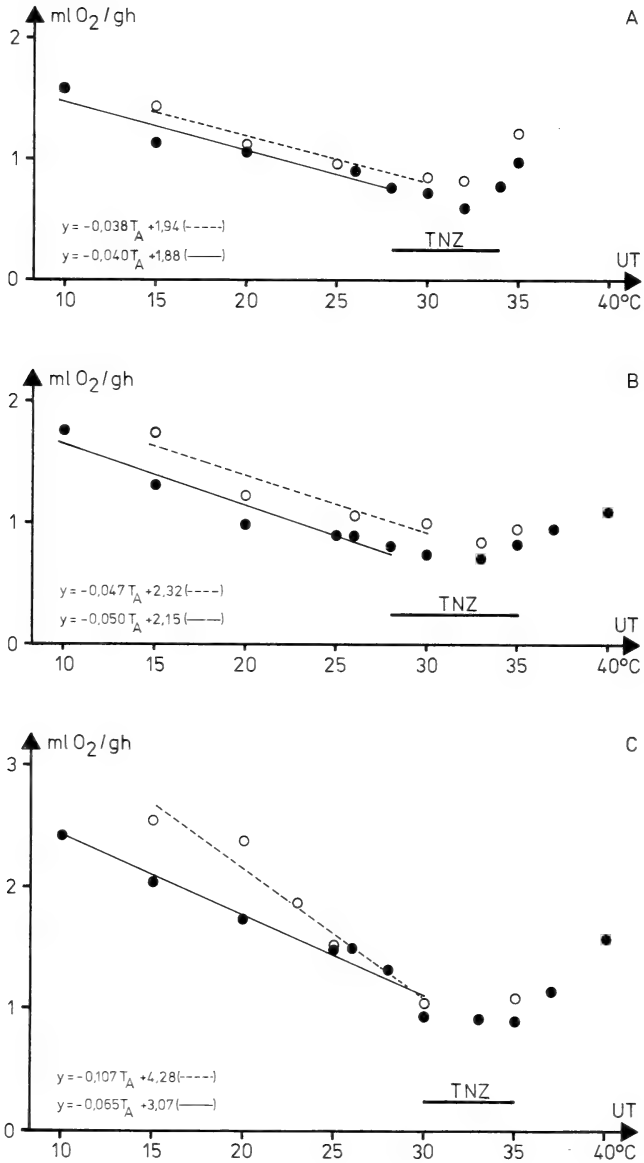 ml O2/gh
A
2
1
y = -0,038 TA +1,94 (-----)
y = -0,040 TA +1,88 (——)
TNZ
UT
0
10 15 20 25 30 35 40°C
ml O2/gh
B
2
1
y = -0,047 TA +2,32 (----)
y = -0,050 TA +2,15 (——)
TNZ
UT
0
10 15 20 25 30 35 40°C
ml O2/gh
C
3
2
1
y = -0,107 TA +4,28 (-----)
y = -0,065 TA +3,07 (——)
TNZ
UT
0
10 15 20 25 30 35 40°C